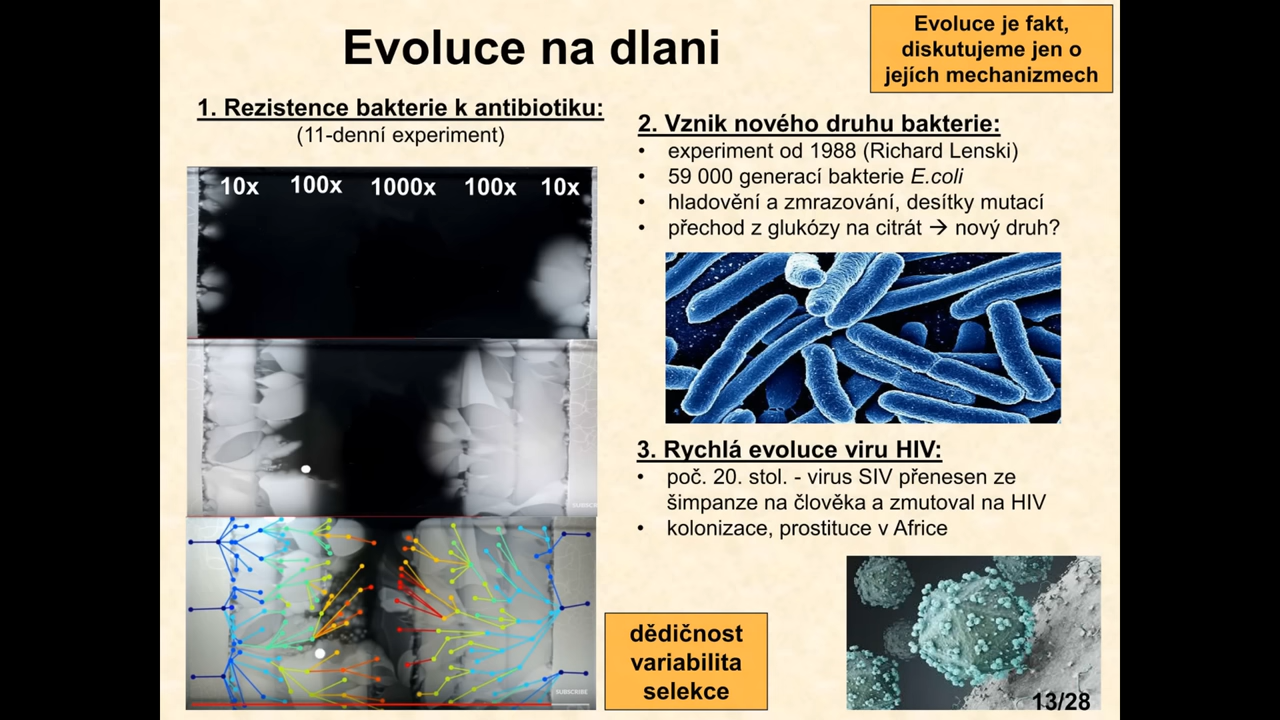 Evoluce na dlani
Evoluce je fakt,
diskutujeme jen o
jejích mechanizmech
1. Rezistence bakterie k antibiotiku:
(11-denní experiment)
10x 100x 1000x 100x 10x
SUBSCRIBE
SUBSCRIBE
2. Vznik nového druhu bakterie:
• experiment od 1988 (Richard Lenski)
• 59 000 generací bakterie E.coli
• hladovění a zmrazování, desítky mutací
• přechod z glukózy na citrát → nový druh?
3. Rychlá evoluce viru HIV:
• poč. 20. stol. - virus SIV přenesen ze
šimpanze na člověka a zmutoval na HIV
• kolonizace, prostituce v Africe
dědičnost
variabilita
selekce
13/28